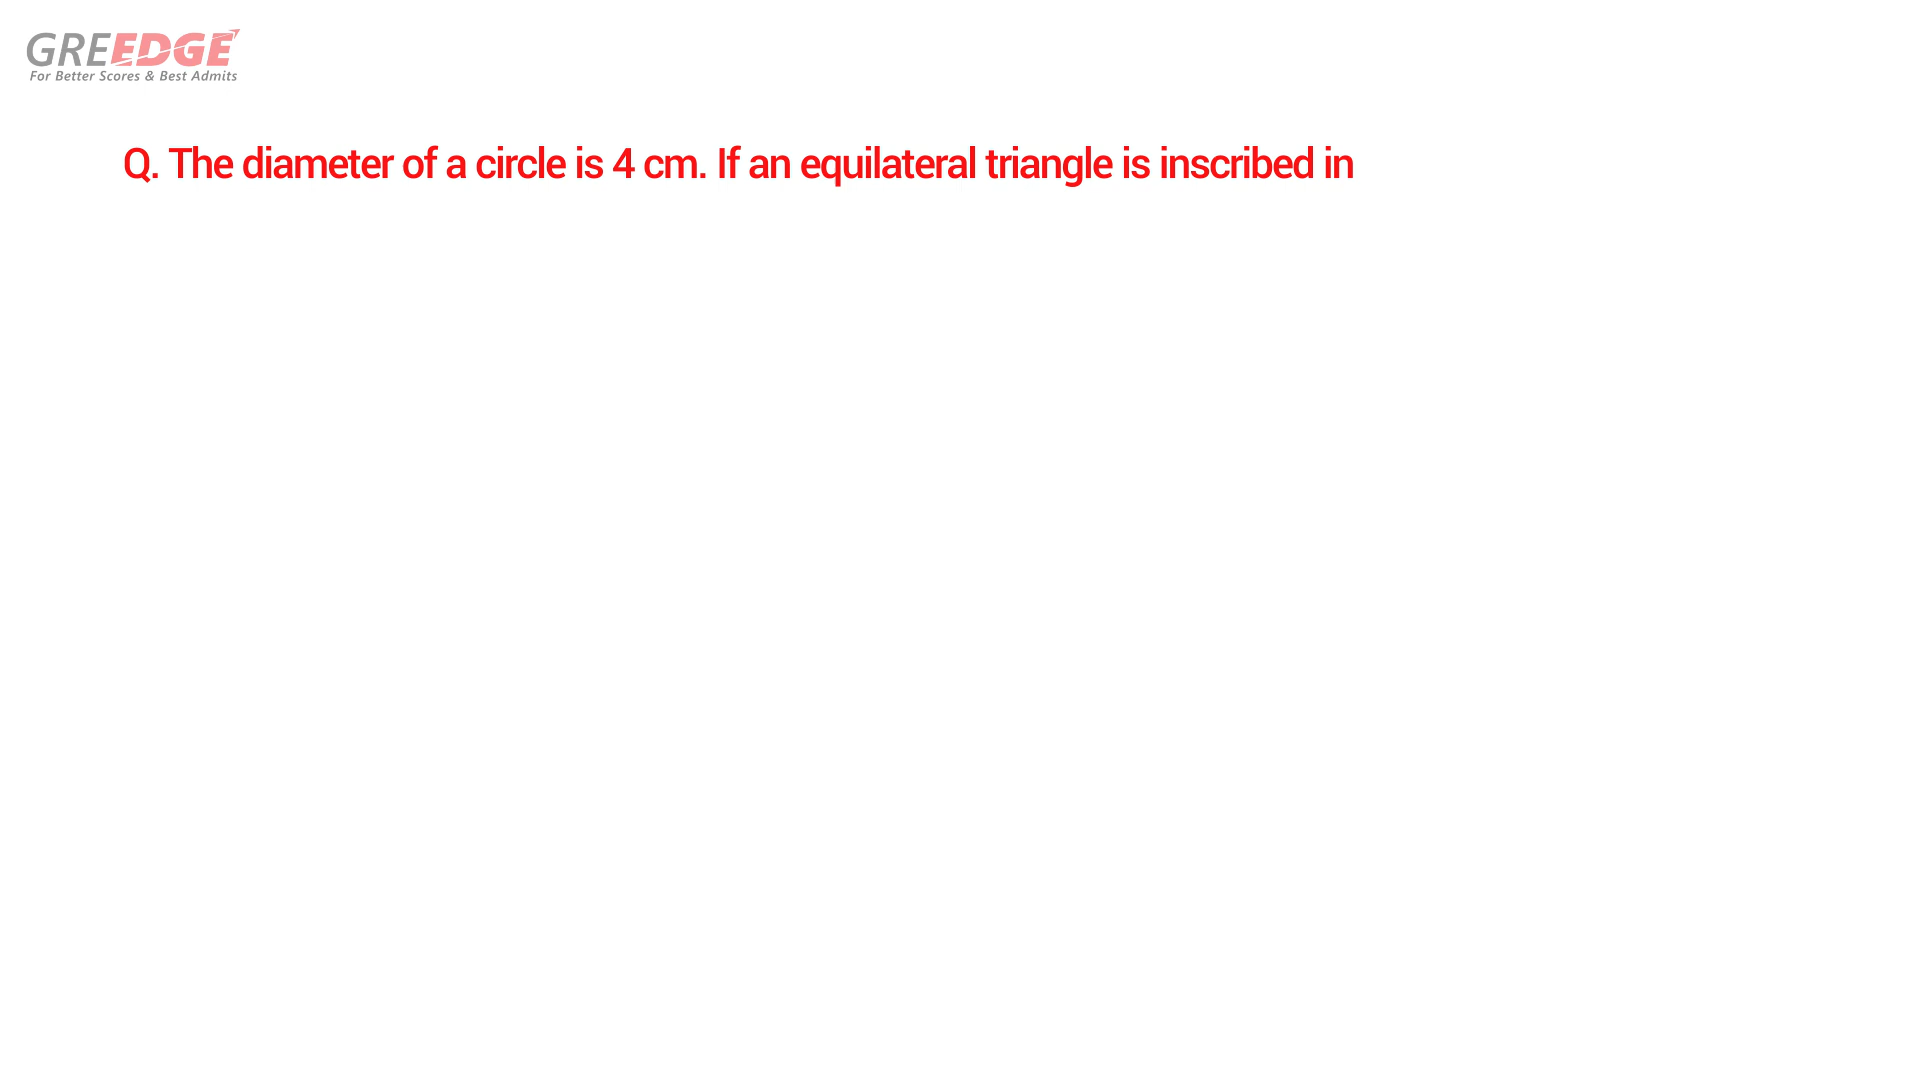 GREEDGE
For Better Scores & Best Admits
Q. The diameter of a circle is 4 cm. If an equilateral triangle is inscribed in